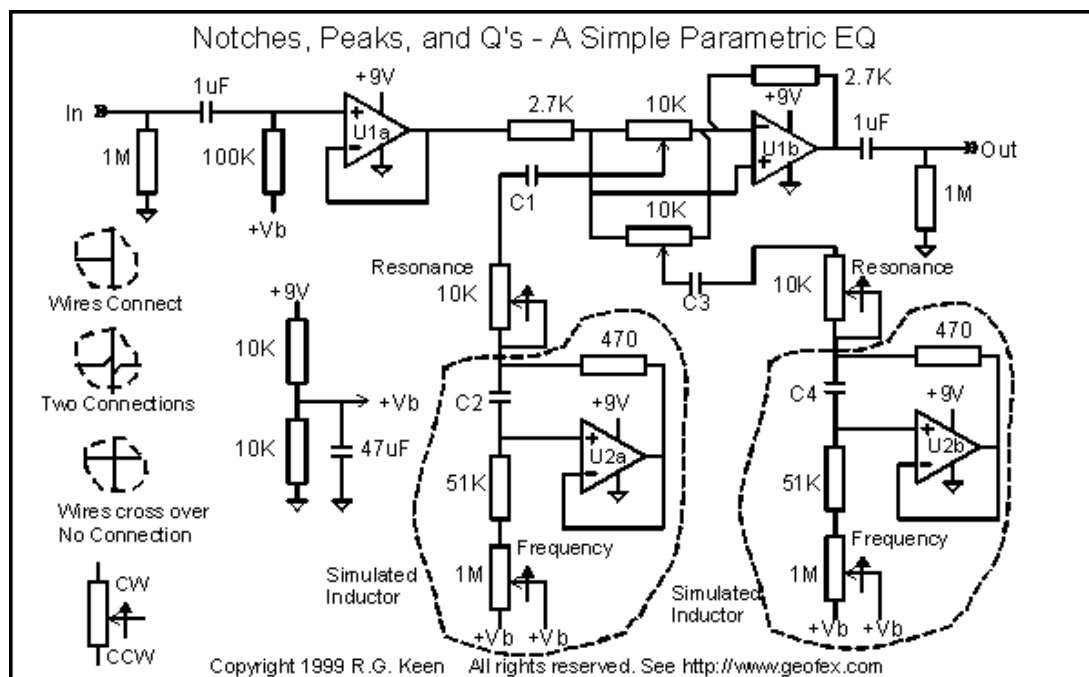 Notches, Peaks, and Q's - A Simple Parametric EQ
In
1uF
1M
100K
+Vb
+9V
+
-
U1a
2.7K
10K
2.7K
+9V
-
+
U1b
1uF
Out
1M
C1
10K
C3
Resonance
10K
Resonance
10K
Wires Connect
Two Connections
Wires cross over
No Connection
CW
CCW
+9V
10K
+Vb
10K
47uF
470
C2
+9V
+
-
U2a
51K
Frequency
1M
Simulated
Inductor
+Vb
+Vb
470
C4
+9V
+
-
U2b
51K
Frequency
1M
Simulated
Inductor
+Vb
+Vb
Copyright 1999 R.G. Keen All rights reserved. See http://www.geofex.com